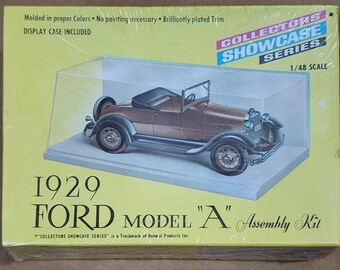 Molded in proper Colors • No painting necessary • Brilliantly plated Trim
DISPLAY CASE INCLUDED
COLLECTORS
SHOWCASE
SERIES
1/48 SCALE
1929
FORD MODEL "A" Assembly Kit
"COLLECTORS SHOWCASE SERIES" is a Trademark of Products Inc.